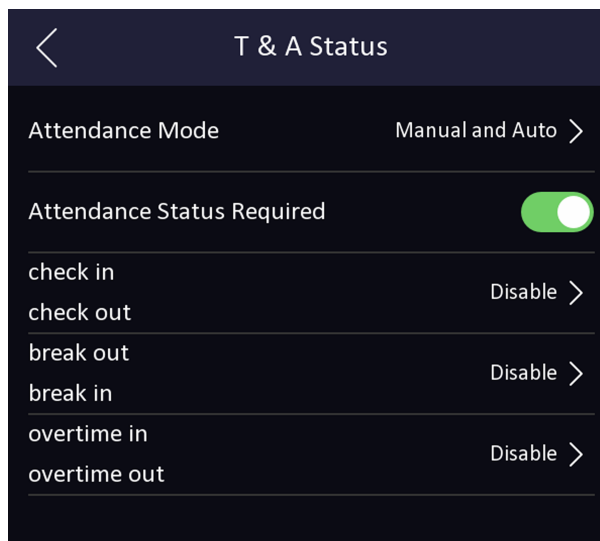 T & A Status
Attendance Mode Manual and Auto
Attendance Status Required
check in
check out
Disable
break out
break in
Disable
overtime in
overtime out
Disable